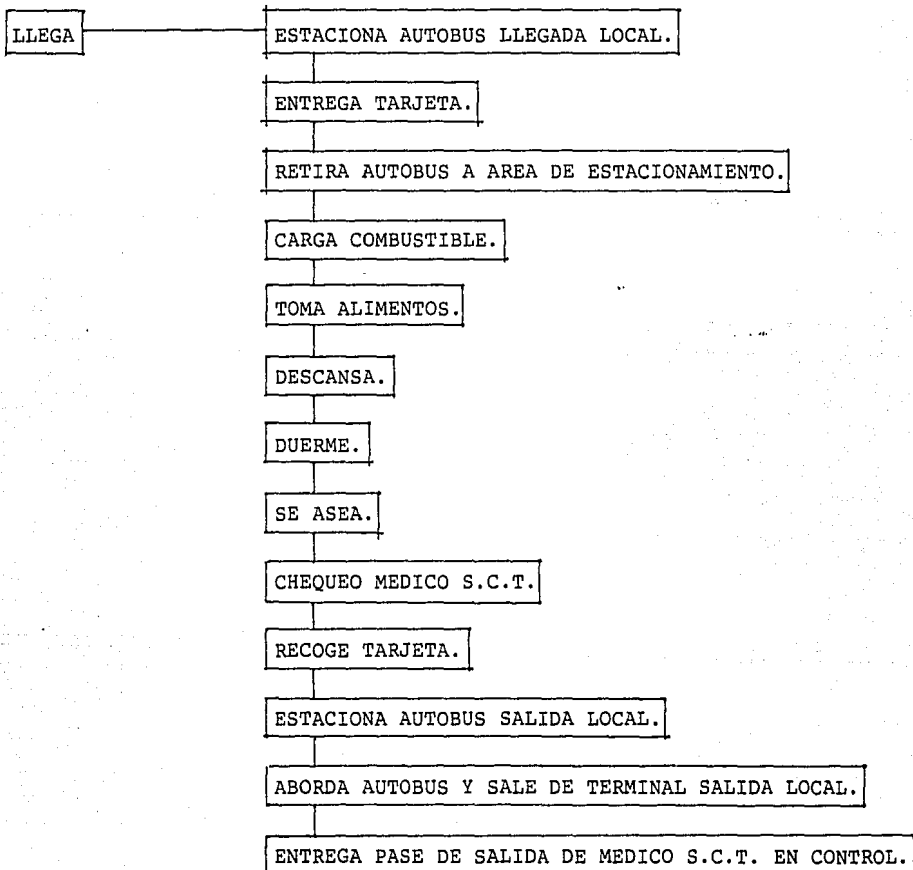 LLEGA
ESTACIONA AUTOBUS LLEGADA LOCAL.
ENTREGA TARJETA.
RETIRA AUTOBUS A AREA DE ESTACIONAMIENTO.
CARGA COMBUSTIBLE.
TOMA ALIMENTOS.
DESCANSA.
DUERME.
SE ASEA.
CHEQUEO MEDICO S.C.T.
RECOGE TARJETA.
ESTACIONA AUTOBUS SALIDA LOCAL.
ABORDA AUTOBUS Y SALE DE TERMINAL SALIDA LOCAL.
ENTREGA PASE DE SALIDA DE MEDICO S.C.T. EN CONTROL.